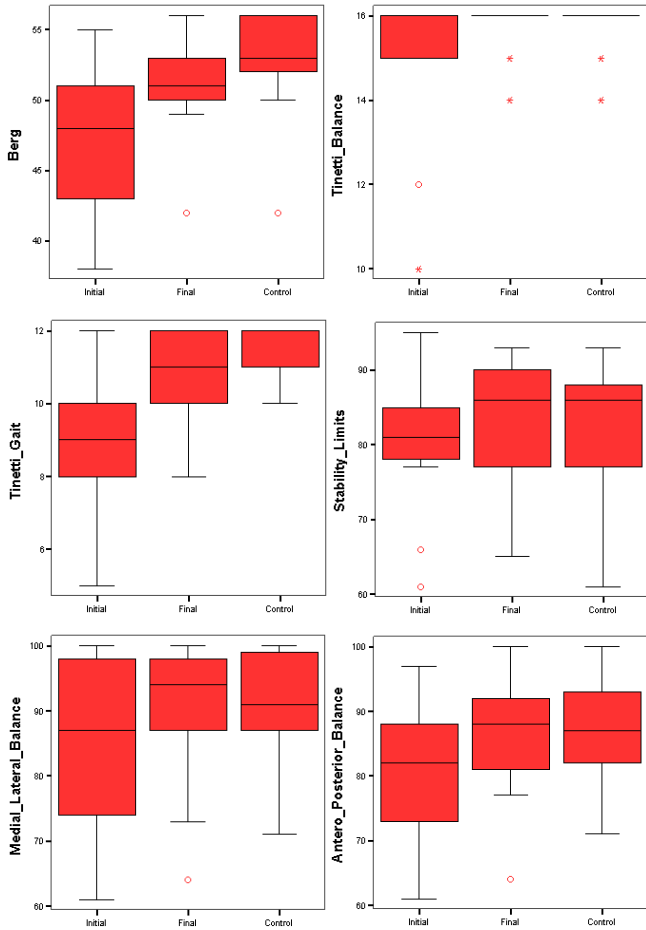 Berg
55
50
45
40
Initial
Final
Control
Tinetti_Balance
16
14
12
10
Initial
Final
Control
Tinetti_Gait
12
10
8
6
Initial
Final
Control
Stability_Limits
90
80
70
60
Initial
Final
Control
Medial_Lateral_Balance
100
90
80
70
60
Initial
Final
Control
Antero_Posterior_Balance
100
90
80
70
60
Initial
Final
Control